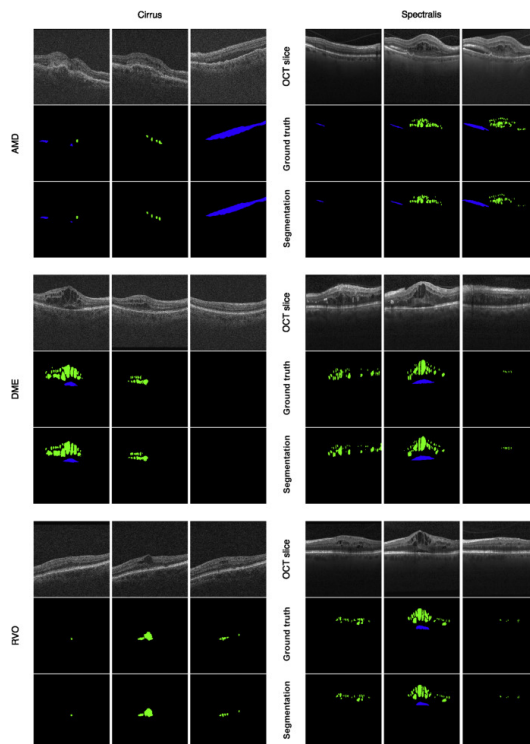 Cirrus
Spectralis
AMD
OCT slice
Ground truth
Segmentation
DME
OCT slice
Ground truth
Segmentation
RVO
OCT slice
Ground truth
Segmentation